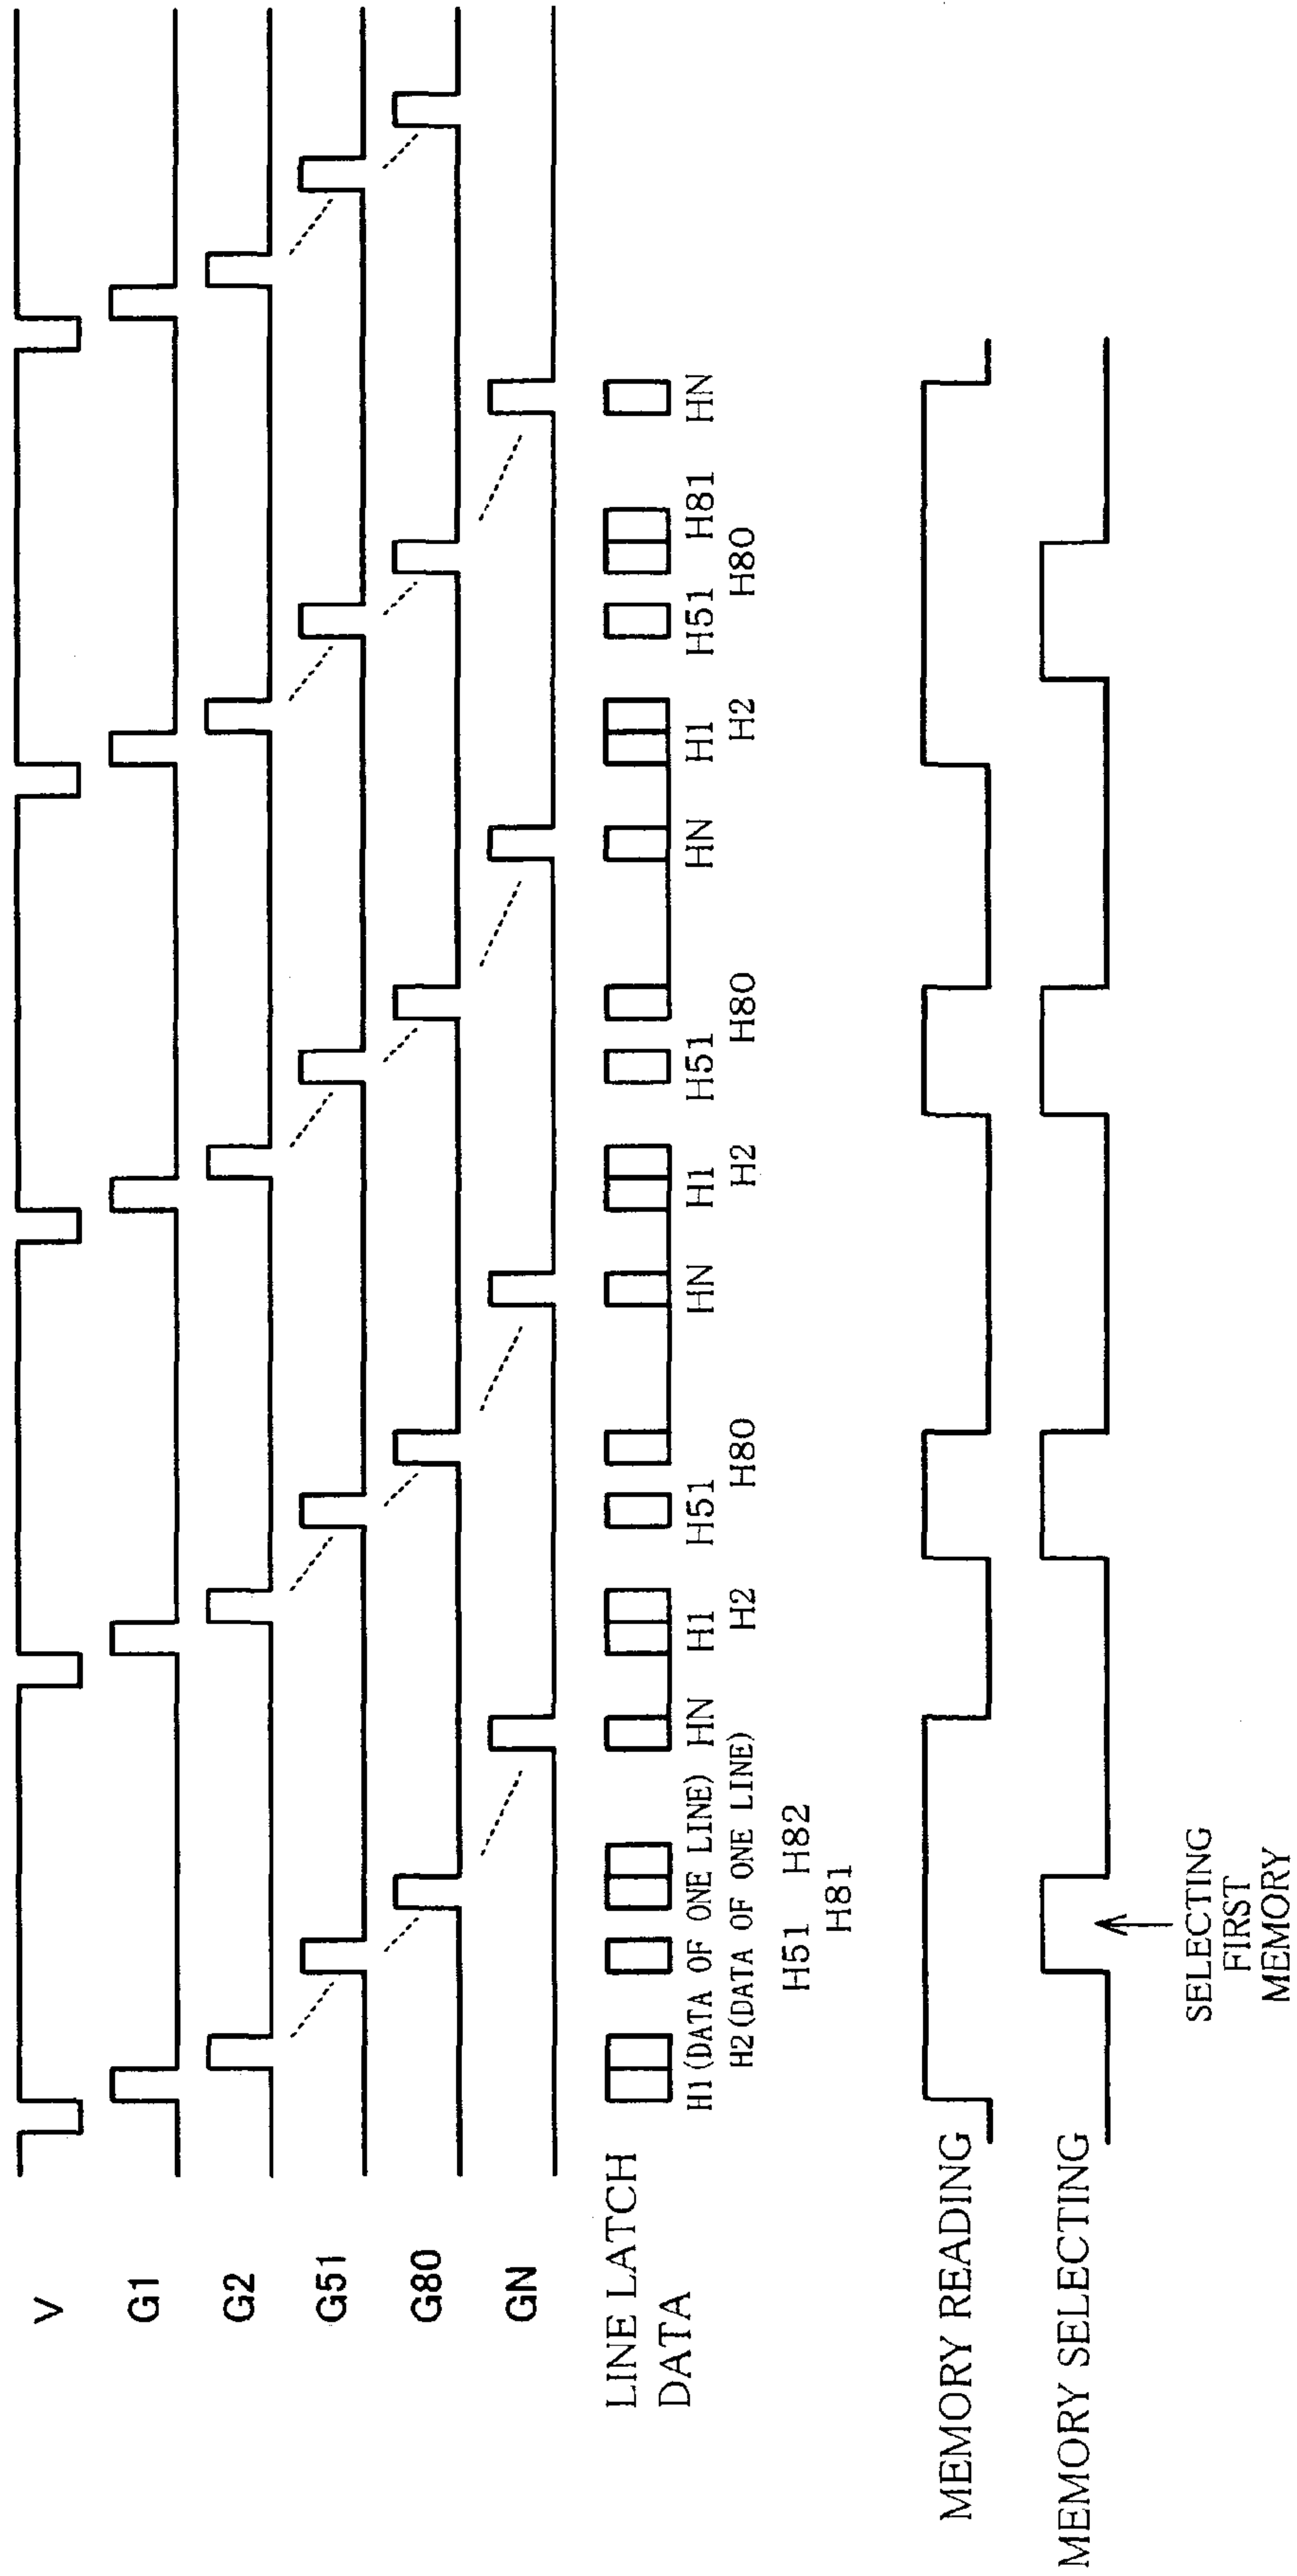 V
G1
G2
G51
G80
GN
LINE LATCH
DATA
H1(DATA OF ONE LINE) HN H1 H51 HN H1 H51 HN H1 H51 H81 HN
H2(DATA OF ONE LINE) H2 H80 H2 H80 H2 H80
H51 H82
H81
MEMORY READING
MEMORY SELECTING
SELECTING
FIRST
MEMORY